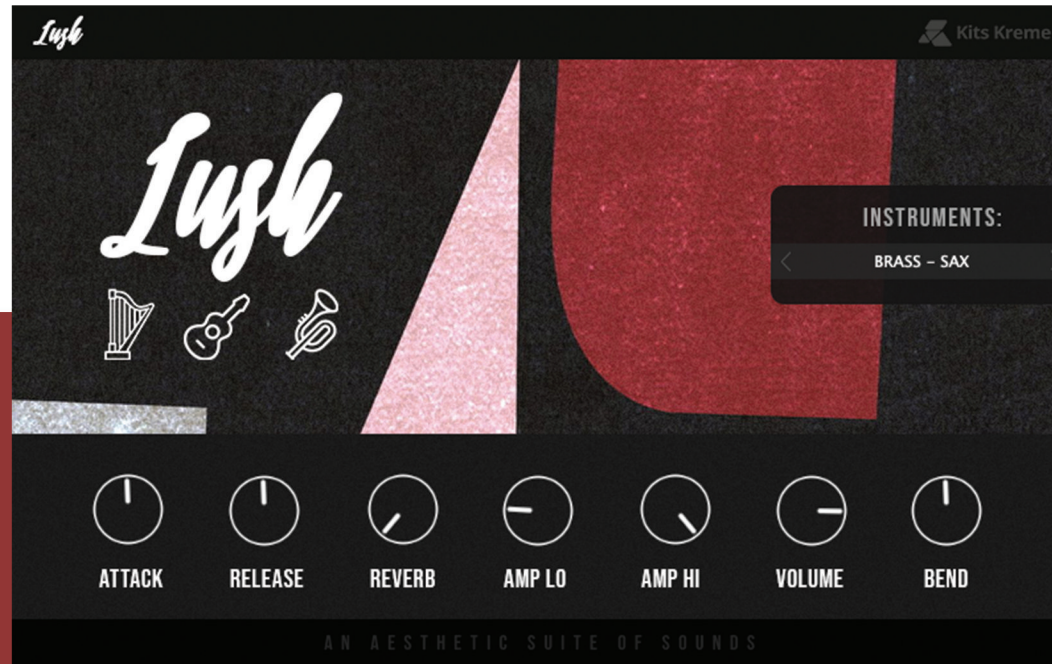 Lush
Kits Kreme
Lush
INSTRUMENTS:
BRASS – SAX
ATTACK
RELEASE
REVERB
AMP LO
AMP HI
VOLUME
BEND
AN AESTHETIC SUITE OF SOUNDS